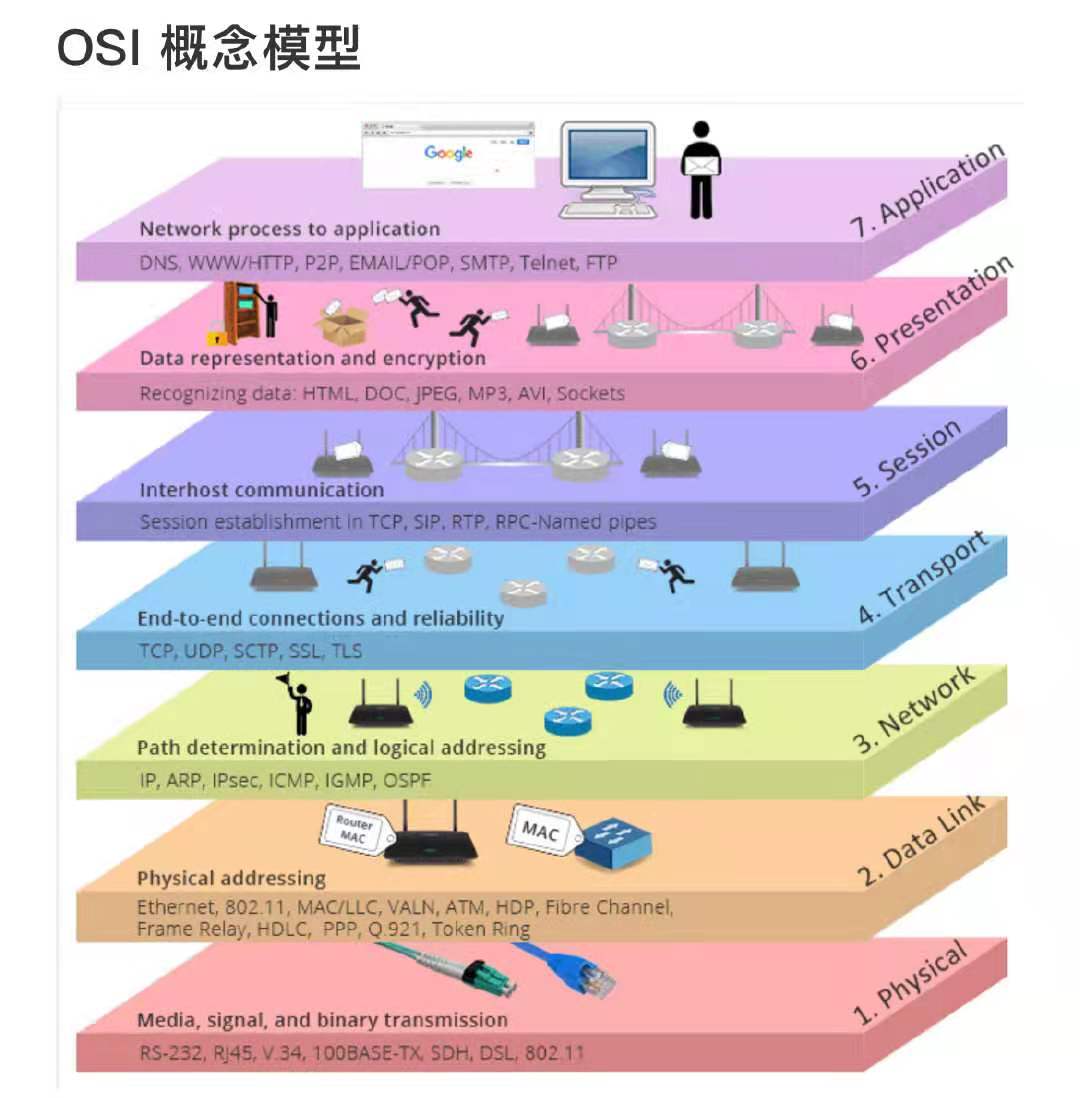 OSI 概念模型
Google
7. Application
Network process to application
DNS, WWW/HTTP, P2P, EMAIL/POP, SMTP, Telnet, FTP
6. Presentation
Data representation and encryption
Recognizing data: HTML, DOC, JPEG, MP3, AVI, Sockets
5. Session
Interhost communication
Session establishment in TCP, SIP, RTP, RPC-Named pipes
4. Transport
End-to-end connections and reliability
TCP, UDP, SCTP, SSL, TLS
3. Network
Path determination and logical addressing
IP, ARP, IPsec, ICMP, IGMP, OSPF
Router
MAC
MAC
2. Data Link
Physical addressing
Ethernet, 802.11, MAC/LLC, VALN, ATM, HDP, Fibre Channel,
Frame Relay, HDLC, PPP, Q.921, Token Ring
1. Physical
Media, signal, and binary transmission
RS-232, RJ45, V.34, 100BASE-TX, SDH, DSL, 802.11